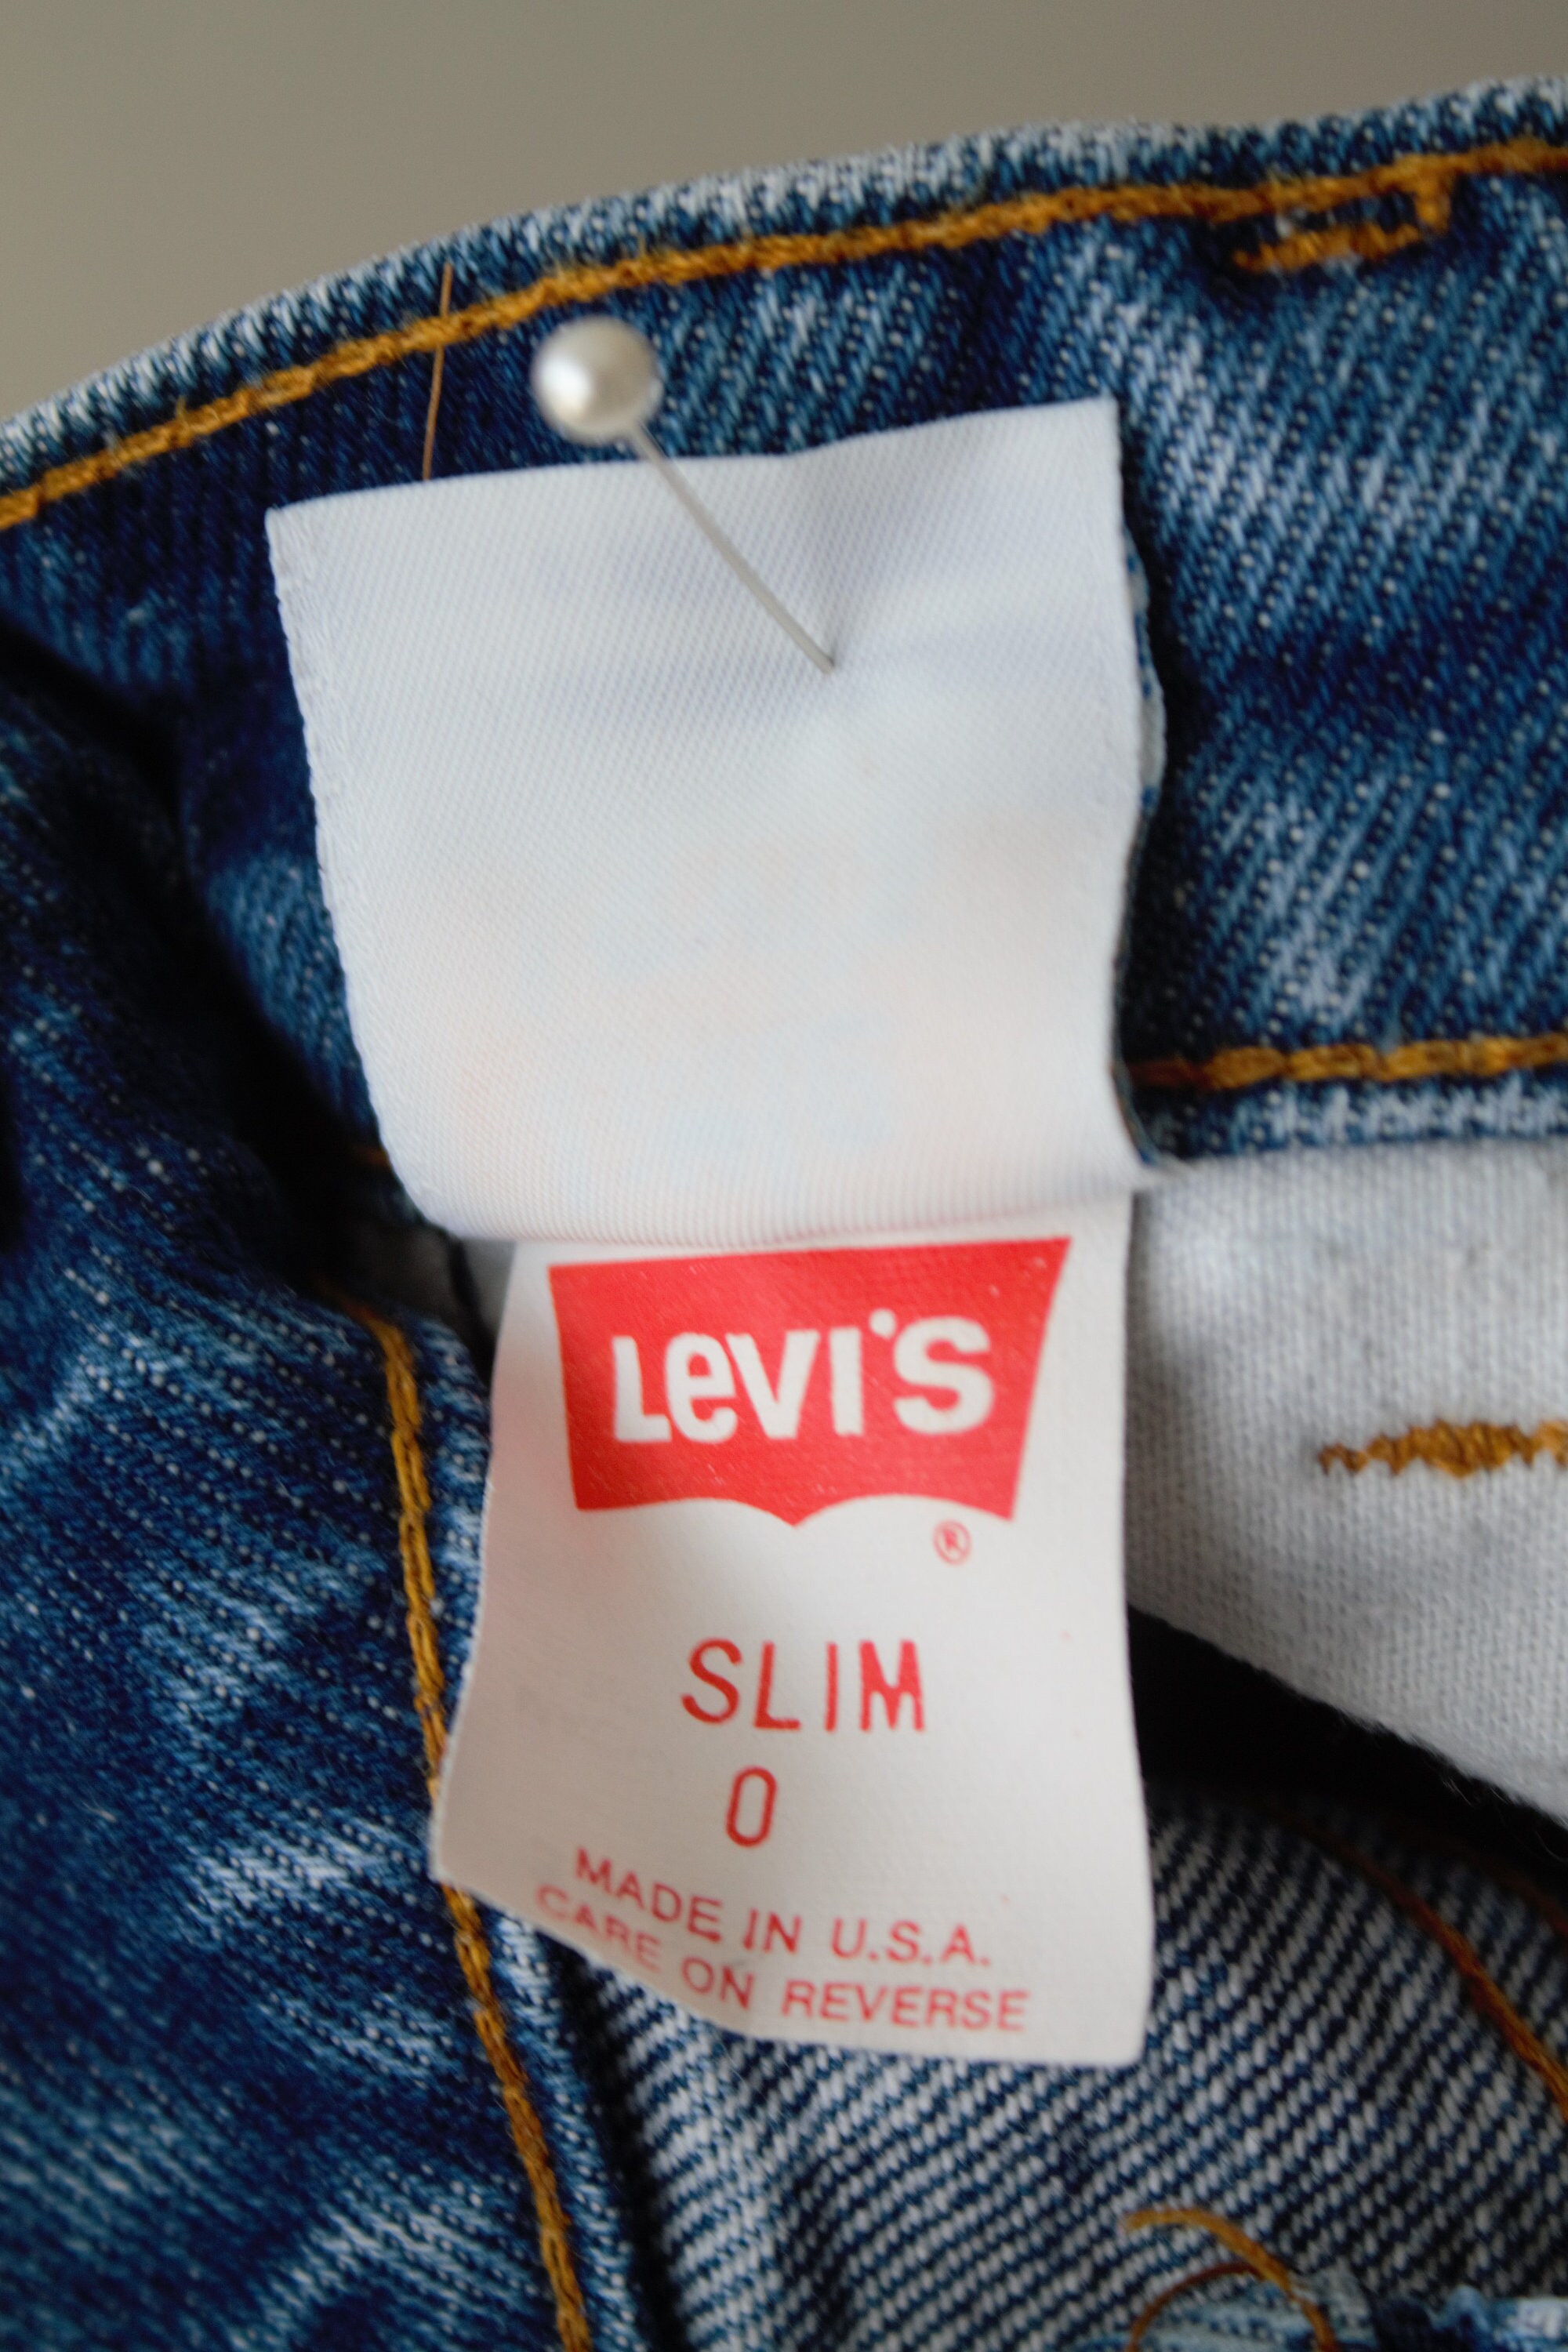 LEVI'S
®
SLIM
0
MADE IN U.S.A.
CARE ON REVERSE